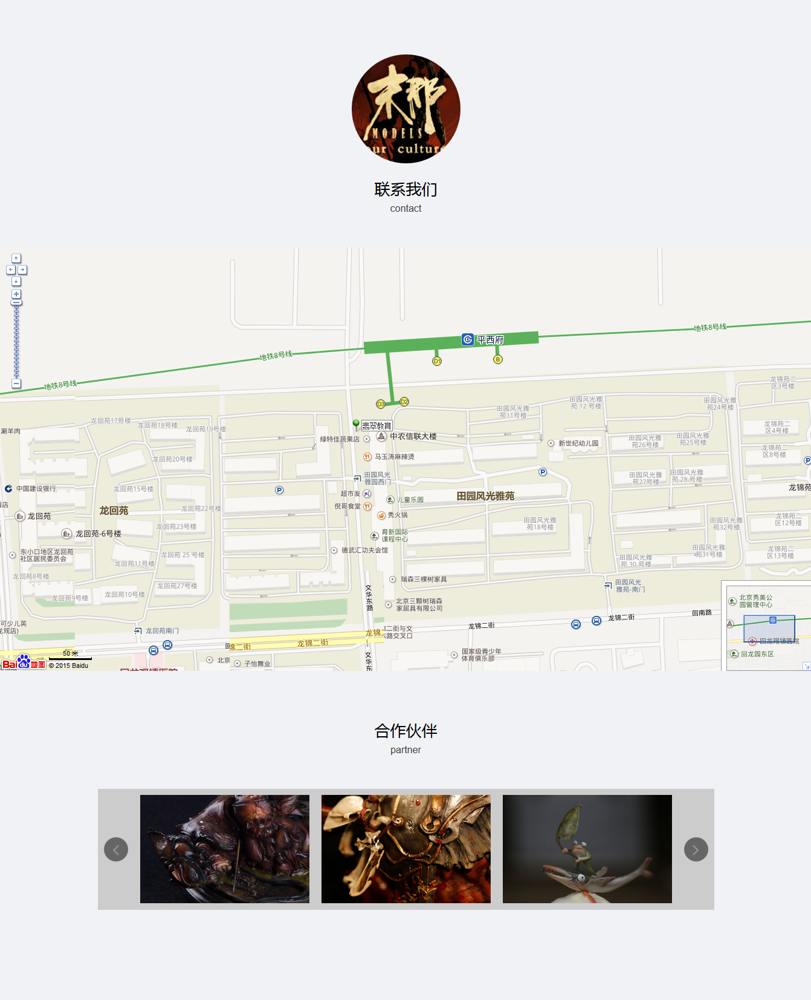 末那
MODELS
our culture
联系我们
contact
平西府
地铁8号线
地铁8号线
地铁8号线
D1
B
D3
D2
龙锦苑二
区3号楼
田园风光雅
苑 12 号楼
田园风光雅
苑24号楼
田园风光雅
苑11号楼
龙回苑17号楼
龙回苑18号楼
龙回苑19号楼
涮羊肉
翡翠教育
中农信联大楼
绿特佳蔬果店
新世纪幼儿园
龙锦苑二
区4号楼
田园风光雅
苑26号楼
田园风光雅
苑25号楼
龙锦苑二
区8号楼
马玉涛麻辣烫
龙回苑20号楼
田园风光
雅园西门
田园风光雅
苑27号楼
田园风光雅
苑 28 号楼
P
P
P
中国建设银行
龙回苑15号楼
超市发
儿童乐园
田园风光雅苑
龙锦苑
倪哥食堂
龙回苑22号楼
龙回苑
龙回苑
秀火锅
龙回苑23号楼
龙回苑-6号楼
田园风光雅
苑18号楼
田园风光雅
苑32号楼
龙锦苑二
区12号楼
育新国际
课程中心
东小口地区龙回苑
社区居民委员会
龙回苑 25 号楼
德武汇功夫会馆
田园风光雅
苑31号楼
龙锦苑二
区13号楼
龙回苑11号楼
田园风光雅
苑 30 号楼
龙回苑8号楼
瑞森三棵树家具
龙回苑27号楼
田园风光
雅苑-南门
文华东路
龙回苑9号楼
龙回苑10号楼
北京三颗树瑞森
家居具有限公司
北京秀美公
园管理中心
回南路
龙锦二街
龙锦二街
可少儿英
龙观店)
龙回苑南门
二街与文
路交叉口
龙锦二
龙锦二街
锦二街
回龙观镇医院
国家级青少年
体育俱乐部
回龙园东区
文华东
北京
子怡舞业
50 米
Bai du 地图
© 2015 Baidu
回龙观镇医院
合作伙伴
partner